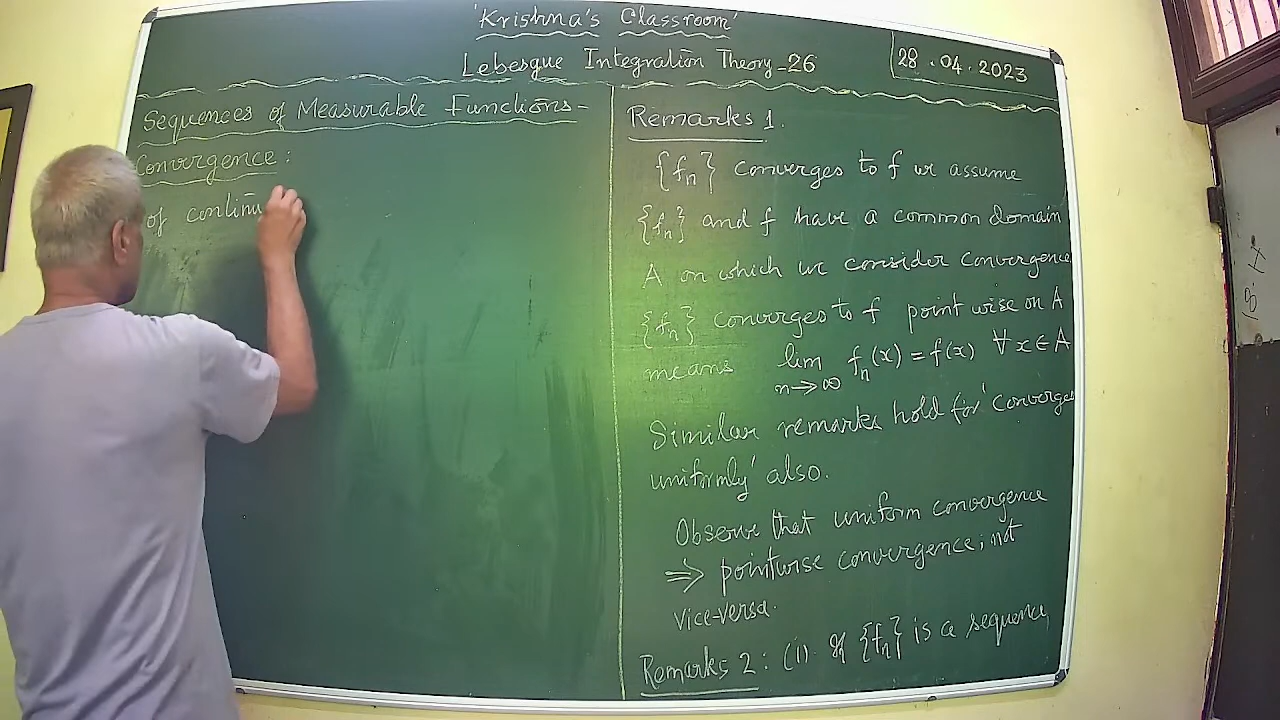 'Krishna's Classroom'
Lebesgue Integration Theory-26
28.04.2023
Sequences of Measurable Functions-
Convergence:
of continu
Remarks 1.
{fₙ} converges to f we assume
{fₙ} and f have a common domain
A on which we consider convergence
{fₙ} converges to f point wise on A
means lim n→∞ fₙ(x) = f(x) ∀ x ∈ A
Similar remarks hold for 'converges
uniformly' also.
Observe that uniform convergence
⇒ pointwise convergence; not
vice-versa.
Remarks 2: (i). If {fₙ} is a sequence